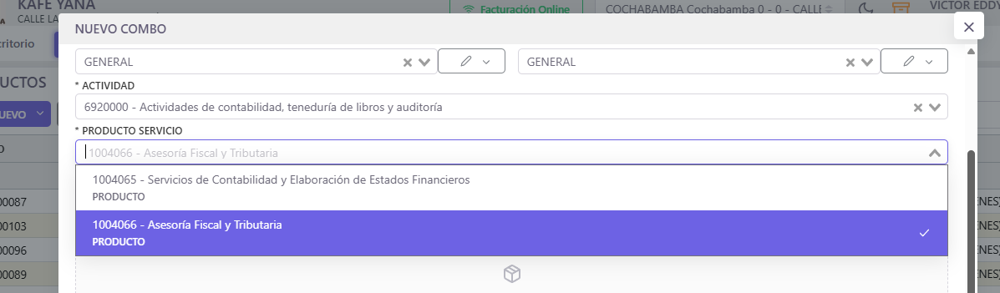 KAFE YANA
CALLE LA
Facturación Online
COCHABAMBA Cochabamba 0 - 0 - CALLE
VICTOR EDDY
critorio
NUEVO COMBO
GENERAL
GENERAL
* ACTIVIDAD
6920000 - Actividades de contabilidad, teneduría de libros y auditoría
* PRODUCTO SERVICIO
1004066 - Asesoría Fiscal y Tributaria
1004065 - Servicios de Contabilidad y Elaboración de Estados Financieros
PRODUCTO
1004066 - Asesoría Fiscal y Tributaria
PRODUCTO
UCTOS
UEVO
O
00087
ENES)
00103
ENES)
00096
ENES)
00089
ENES)